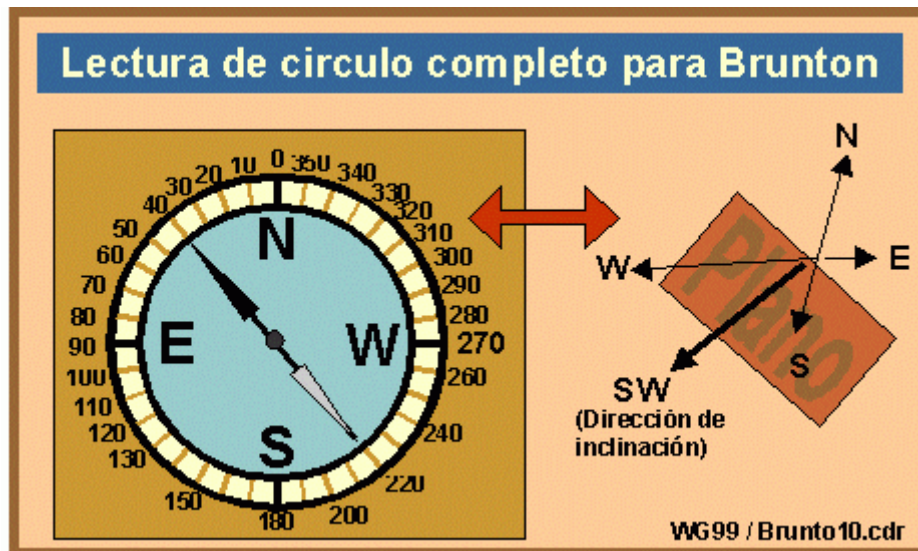 Lectura de circulo completo para Brunton
0
10
20
30
40
50
60
70
80
90
100
110
120
130
150
180
200
220
240
260
270
280
290
300
310
320
330
340
350
N
E
W
S
N
W
E
Plano
S
SW
(Dirección de
inclinación)
WG99 / Brunto10.cdr